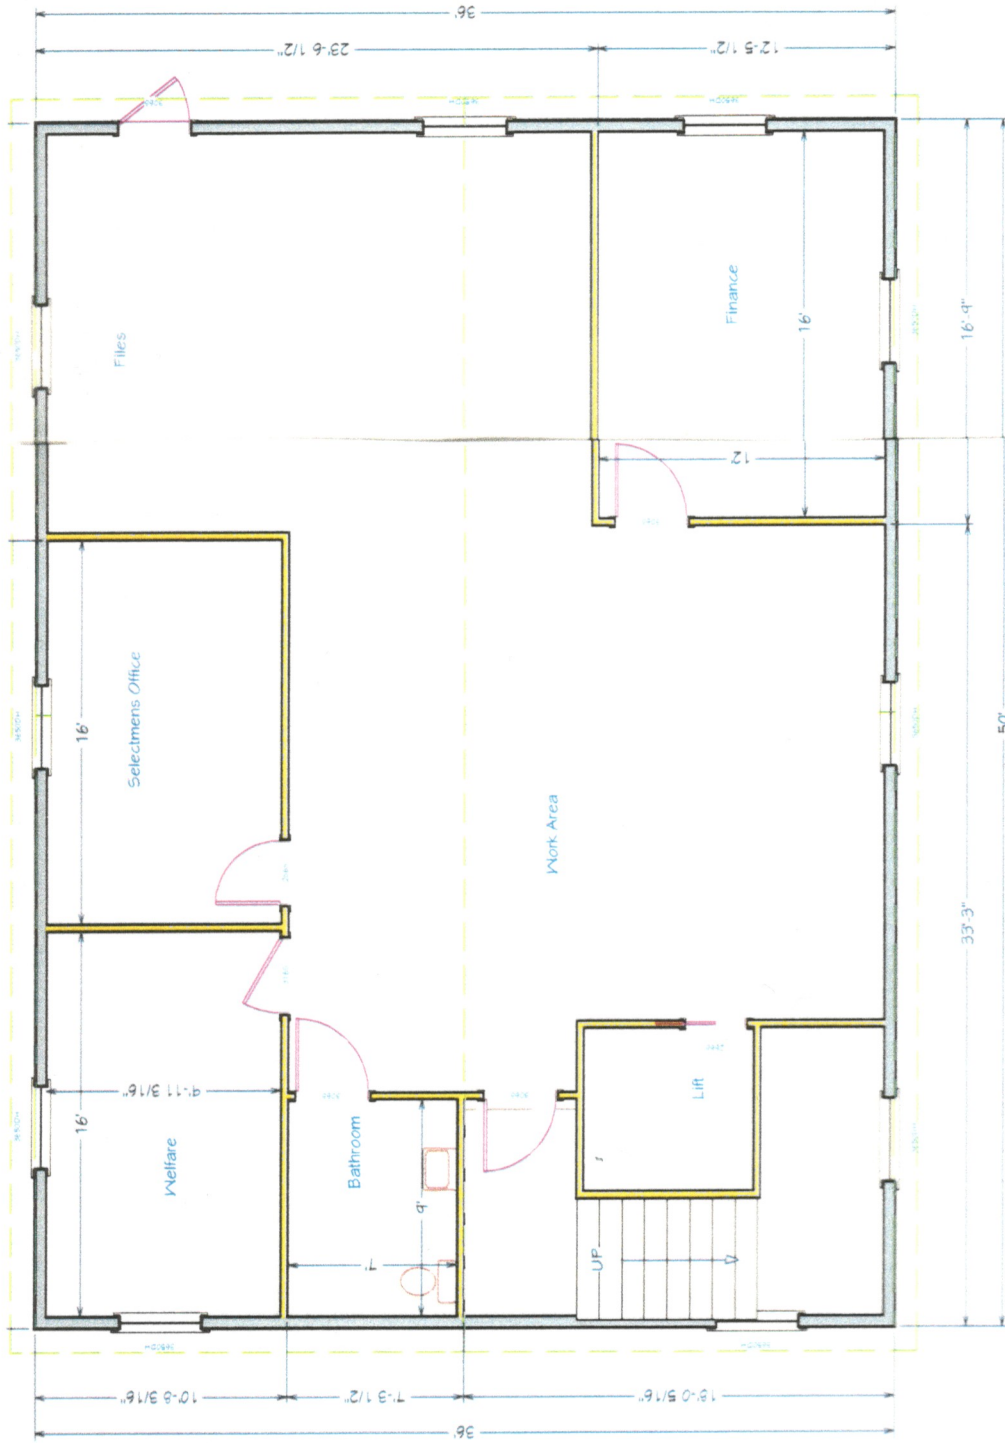 36'
23'-6 1/2"
12'-5 1/2"
Files
Finance
16'
16'-9"
12'
Selectmens Office
16'
50'
Work Area
33'-3"
9'-11 3/16"
16'
Welfare
Bathroom
9'
7'
Lift
UP
10'-8 3/16"
7'-3 1/2"
18'-0 5/16"
36'